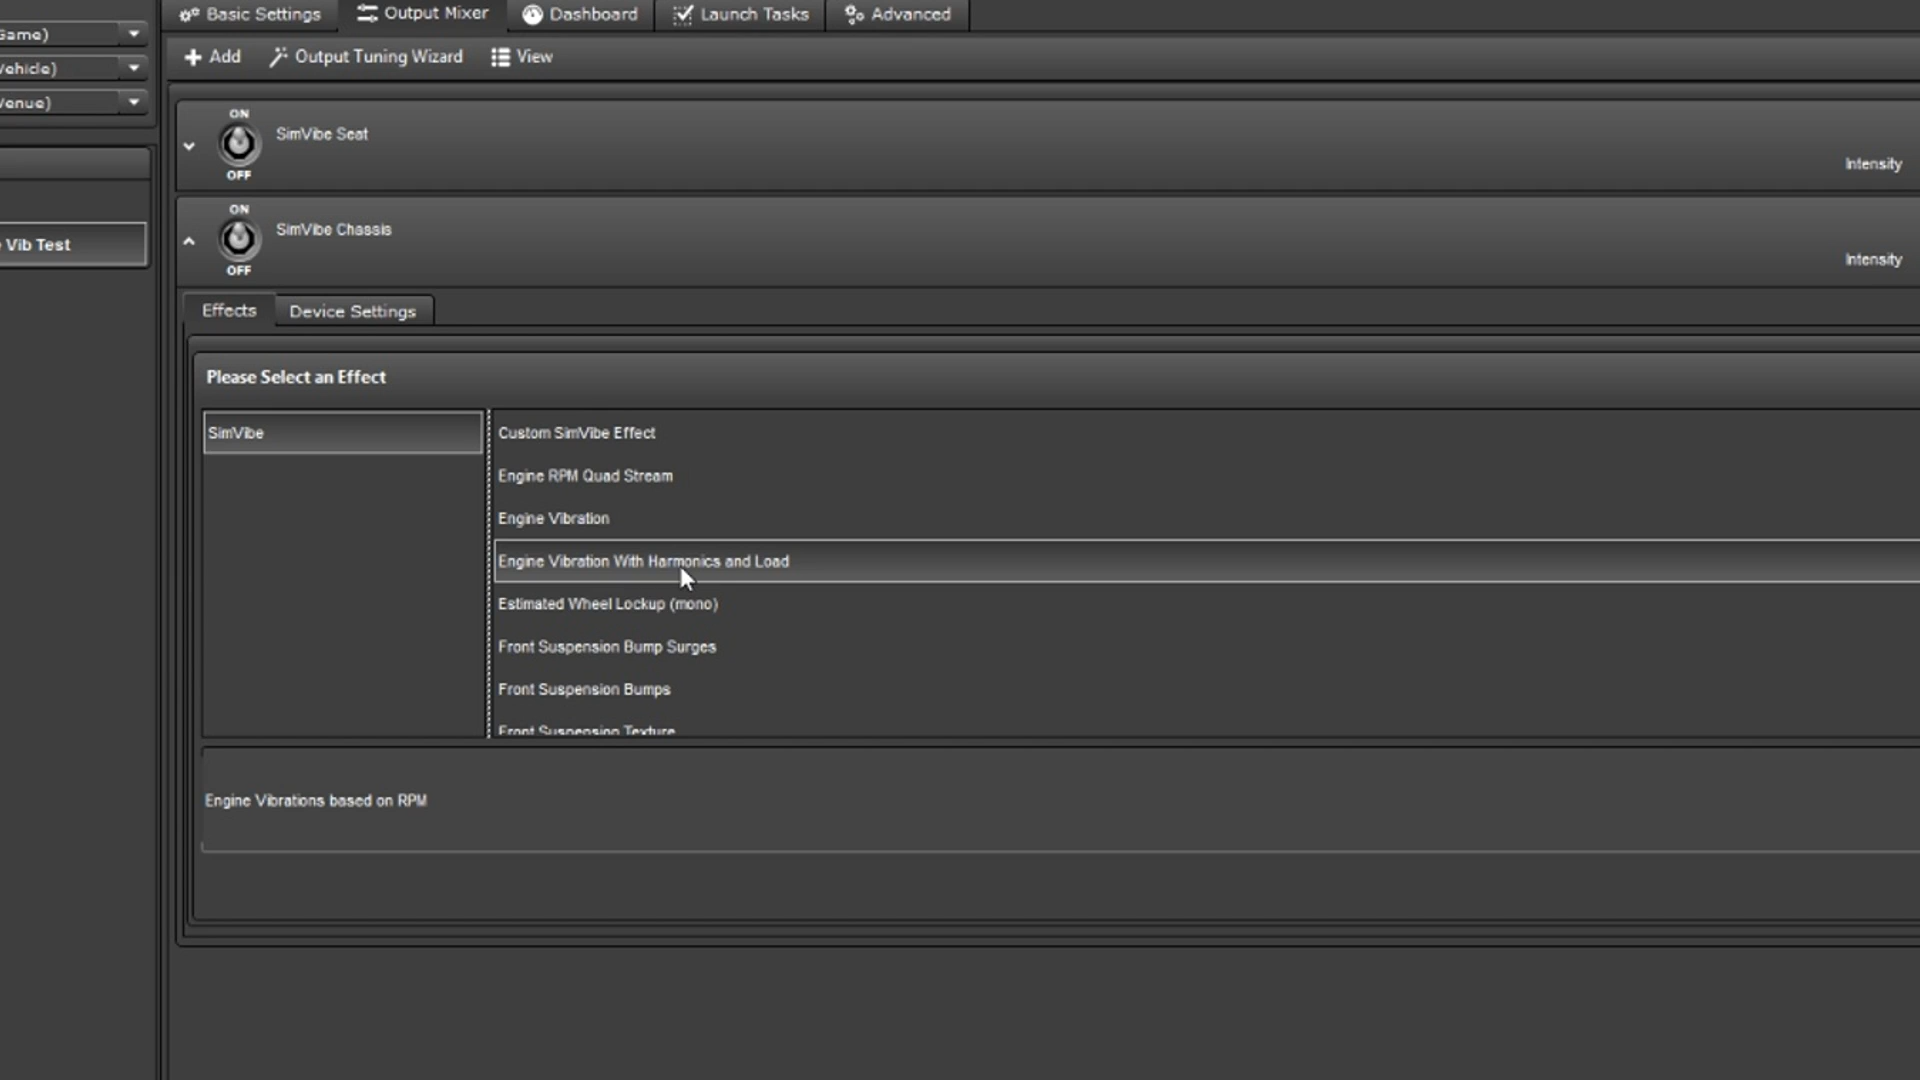 Basic Settings
Output Mixer
Dashboard
Launch Tasks
Advanced
Game)
Vehicle)
Venue)
Add
Output Tuning Wizard
View
ON
SimVibe Seat
OFF
Intensity
ON
SimVibe Chassis
OFF
Intensity
Vib Test
Effects
Device Settings
Please Select an Effect
SimVibe
Custom SimVibe Effect
Engine RPM Quad Stream
Engine Vibration
Engine Vibration With Harmonics and Load
Estimated Wheel Lockup (mono)
Front Suspension Bump Surges
Front Suspension Bumps
Front Suspension Texture
Engine Vibrations based on RPM